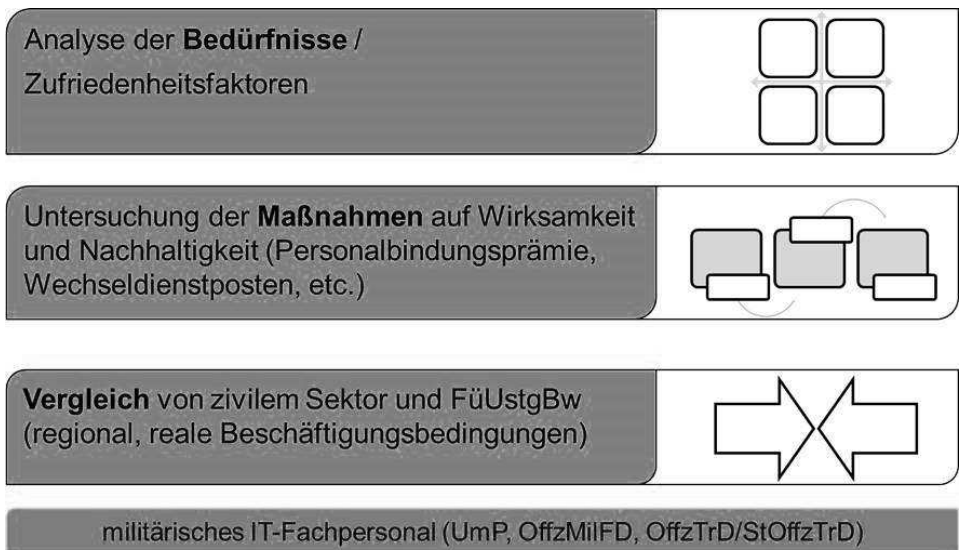 Analyse der Bedürfnisse /
Zufriedenheitsfaktoren
Untersuchung der Maßnahmen auf Wirksamkeit
und Nachhaltigkeit (Personalbindungsprämie,
Wechseldienstposten, etc.)
Vergleich von zivilem Sektor und FüUstgBw
(regional, reale Beschäftigungsbedingungen)
militärisches IT-Fachpersonal (UmP, OffzMilFD, OffzTrD/StOffzTrD)